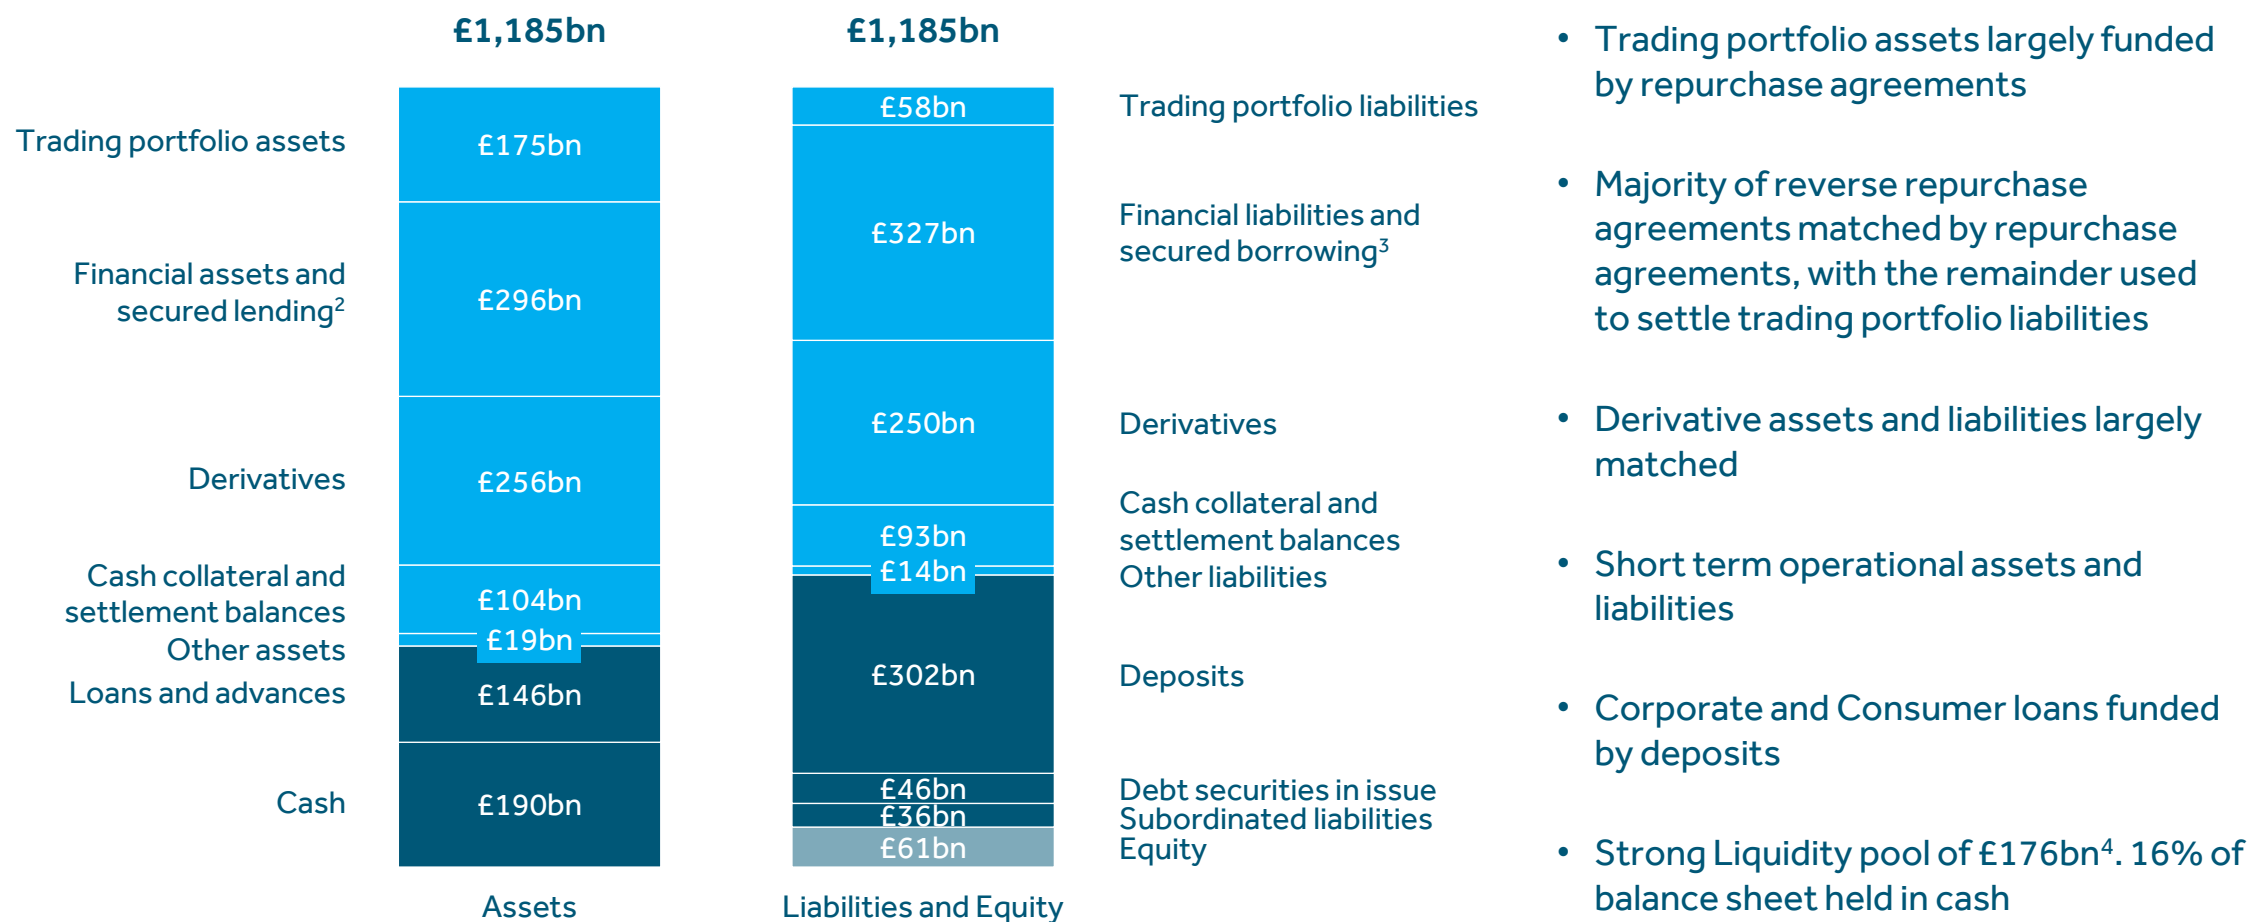 £1,185bn
Trading portfolio assets
£175bn
Financial assets and
secured lending²
£296bn
Derivatives
£256bn
Cash collateral and
settlement balances
£104bn
Other assets
£19bn
Loans and advances
£146bn
Cash
£190bn
Assets
£1,185bn
£58bn
Trading portfolio liabilities
£327bn
Financial liabilities and
secured borrowing³
£250bn
Derivatives
£93bn
Cash collateral and
settlement balances
£14bn
Other liabilities
£302bn
Deposits
£46bn
Debt securities in issue
£36bn
Subordinated liabilities
£61bn
Equity
Liabilities and Equity
• Trading portfolio assets largely funded
by repurchase agreements
• Majority of reverse repurchase
agreements matched by repurchase
agreements, with the remainder used
to settle trading portfolio liabilities
• Derivative assets and liabilities largely
matched
• Short term operational assets and
liabilities
• Corporate and Consumer loans funded
by deposits
• Strong Liquidity pool of £176bn⁴. 16% of
balance sheet held in cash